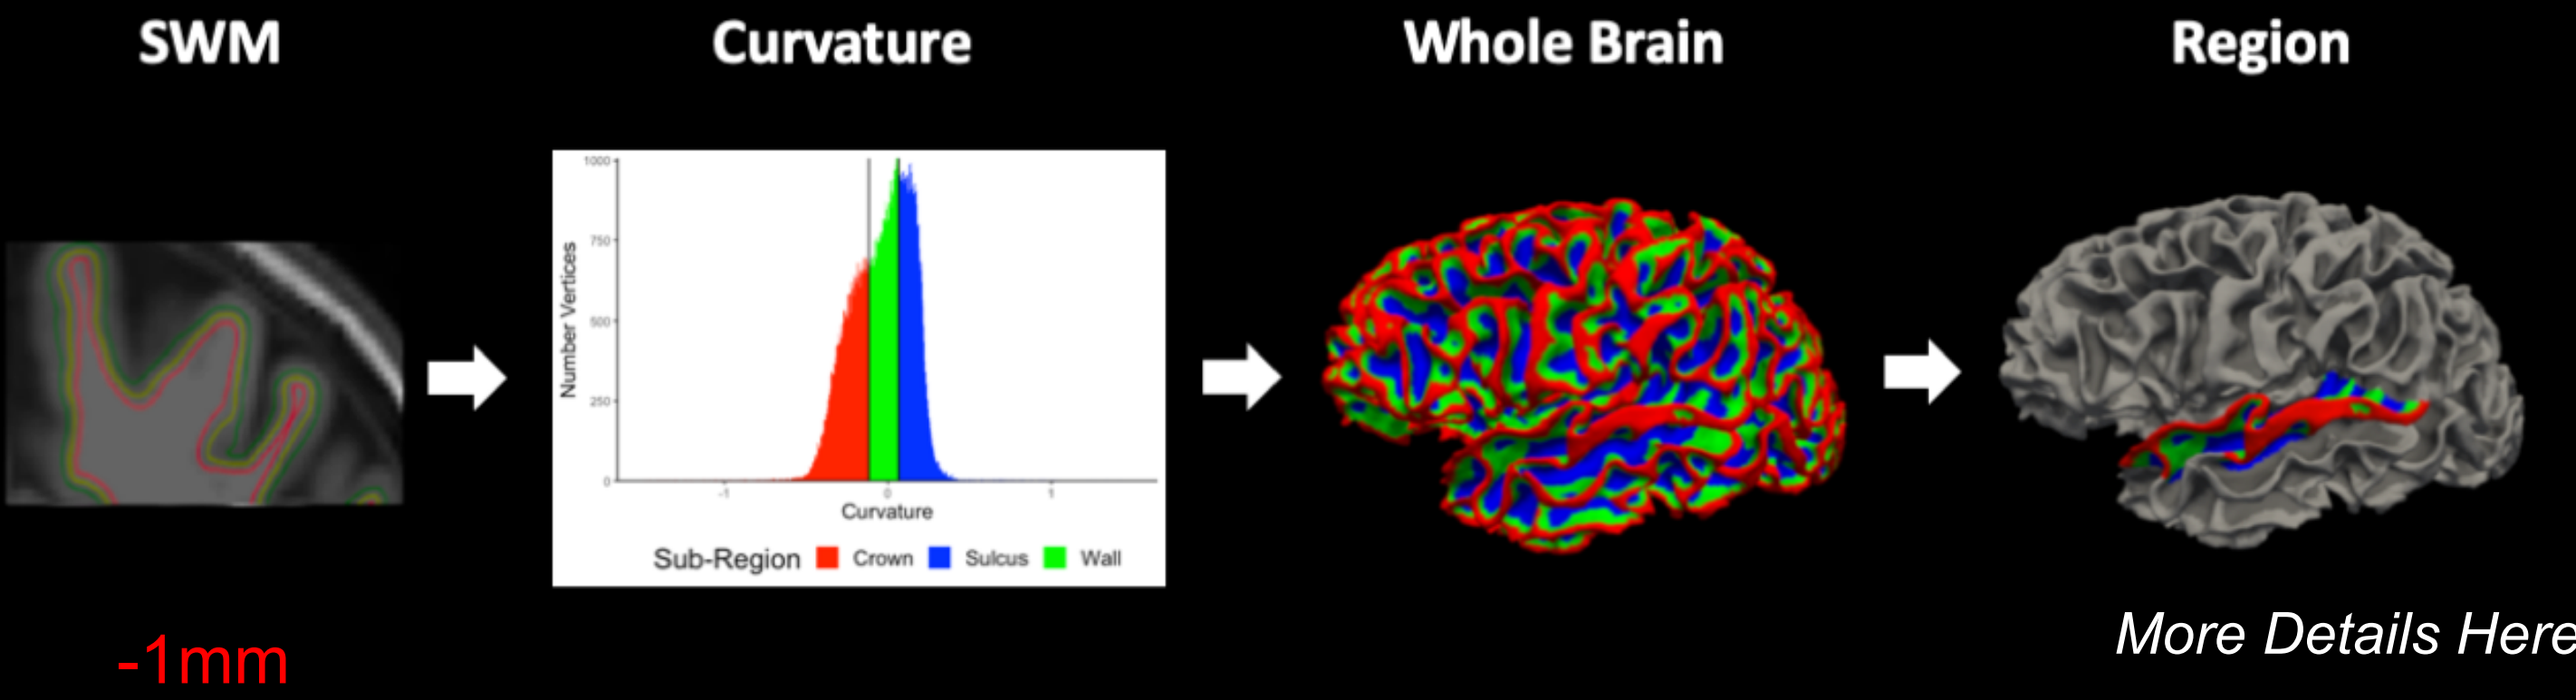 SWM
Curvature
Whole Brain
Region
1000
750
500
250
0
Number Vertices
-1
0
1
Curvature
Sub-Region Crown Sulcus Wall
-1mm
More Details Here